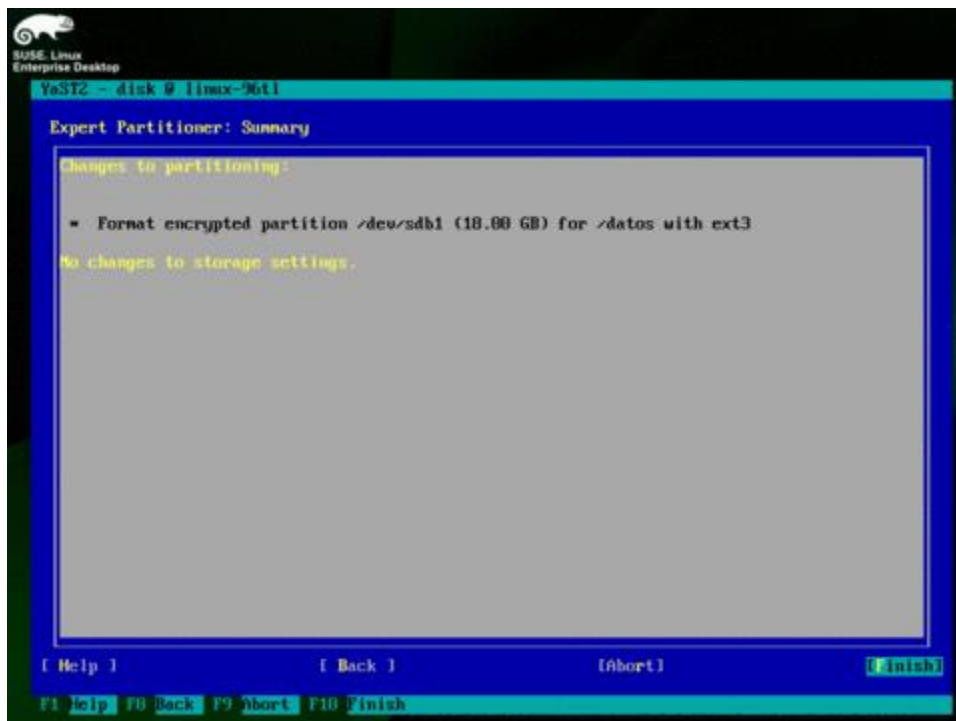 SUSE. Linux
Enterprise Desktop
YaST2 - disk @ linux-96tl
Expert Partitioner: Summary
Changes to partitioning:
* Format encrypted partition /dev/sdb1 (10.00 GB) for /datos with ext3
No changes to storage settings.
[ Help ] [ Back ] [Abort] [Finish]
F1 Help F8 Back F9 Abort F10 Finish